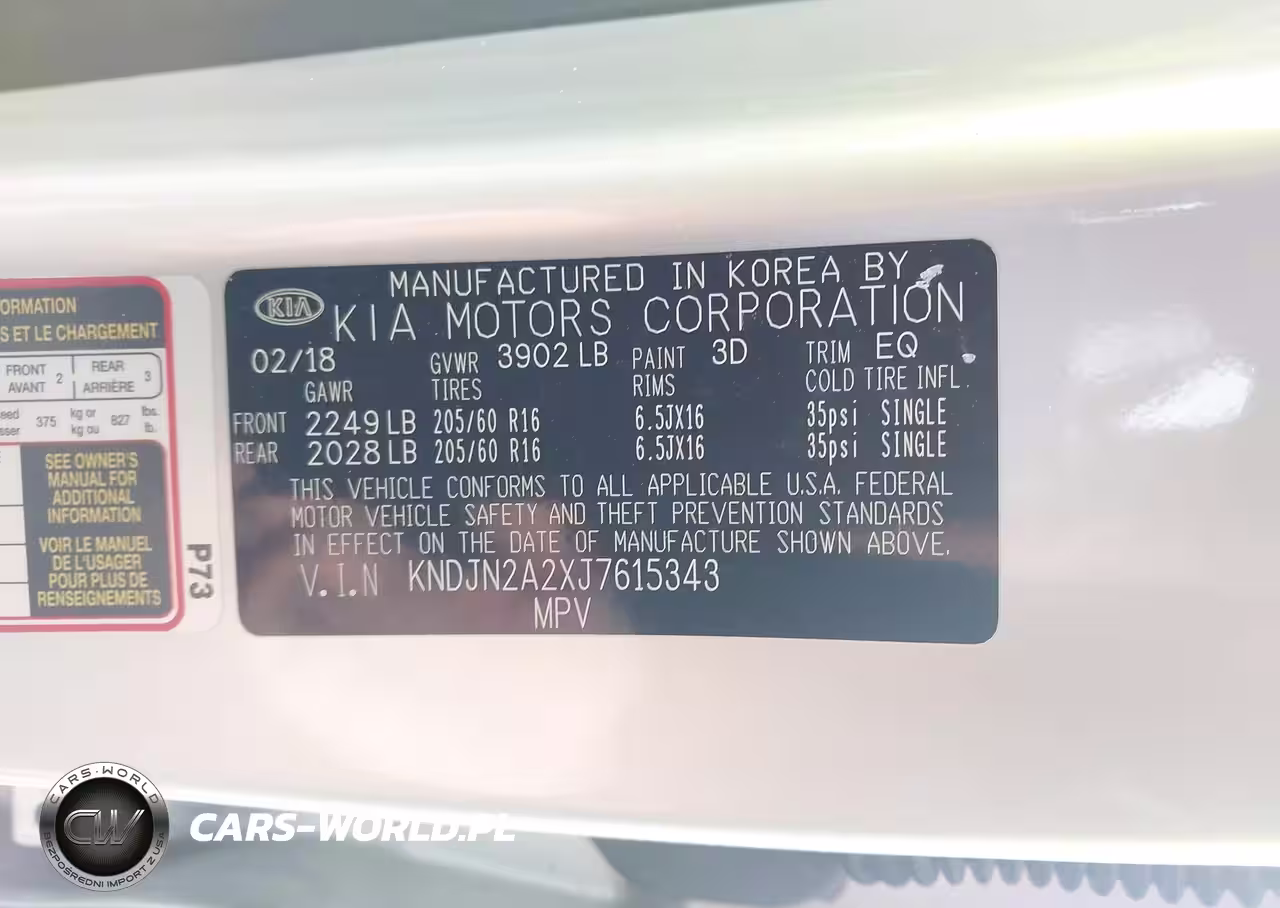 ORMATION
S ET LE CHARGEMENT
FRONT
AVANT 2
REAR
ARRIÈRE 3
375 kg or
kg ou 827 lbs.
lb.
SEE OWNER'S
MANUAL FOR
ADDITIONAL
INFORMATION
VOIR LE MANUEL
DE L'USAGER
POUR PLUS DE
RENSEIGNEMENTS
P73
MANUFACTURED IN KOREA BY
KIA KIA MOTORS CORPORATION
02/18 GVWR 3902 LB PAINT 3D TRIM EQ
GAWR TIRES RIMS COLD TIRE INFL.
FRONT 2249 LB 205/60 R16 6.5JX16 35psi SINGLE
REAR 2028 LB 205/60 R16 6.5JX16 35psi SINGLE
THIS VEHICLE CONFORMS TO ALL APPLICABLE U.S.A. FEDERAL
MOTOR VEHICLE SAFETY AND THEFT PREVENTION STANDARDS
IN EFFECT ON THE DATE OF MANUFACTURE SHOWN ABOVE.
V.I.N KNDJN2A2XJ7615343
MPV
CARS-WORLD
CW
BEZPOŚREDNI IMPORT Z USA
CARS-WORLD.PL